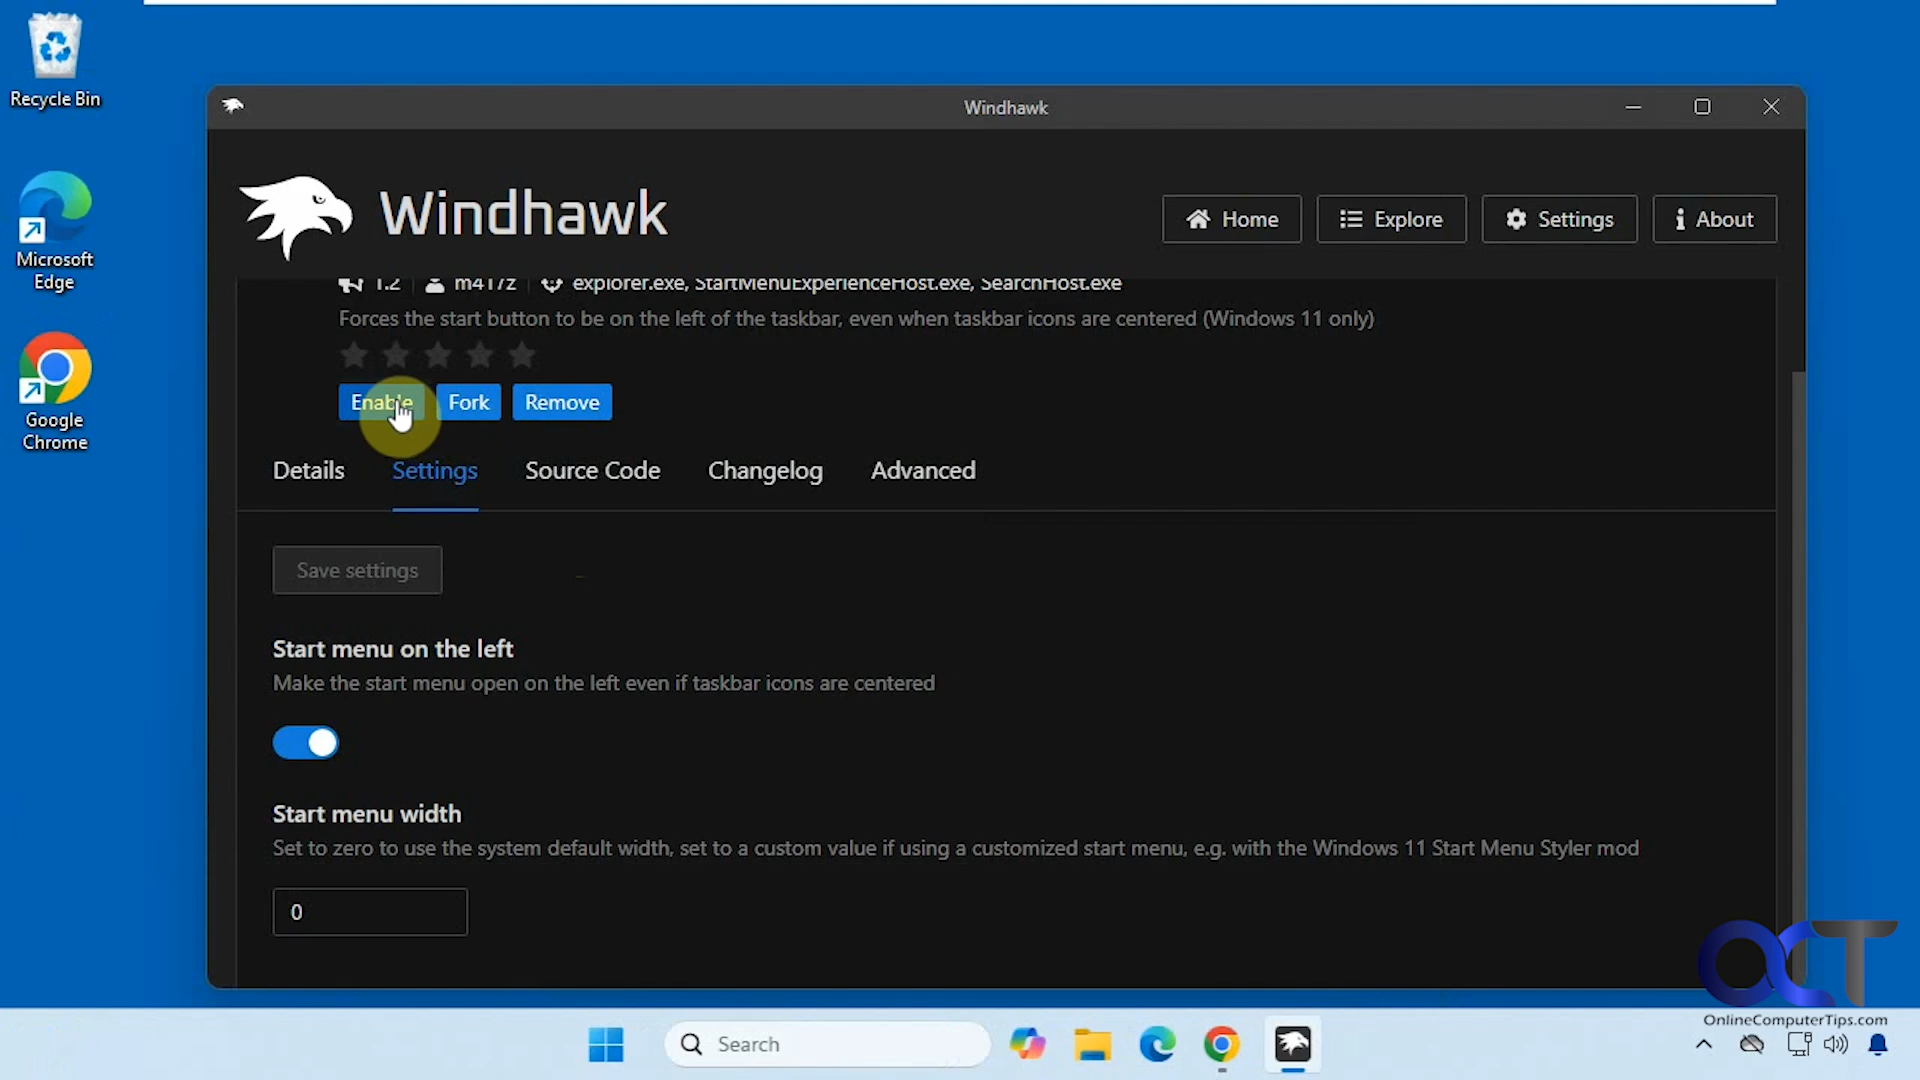 Recycle Bin
Microsoft
Edge
Google
Chrome
Windhawk
Windhawk
Home
Explore
Settings
About
1.2 | m417z | explorer.exe, StartMenuExperienceHost.exe, SearchHost.exe
Forces the start button to be on the left of the taskbar, even when taskbar icons are centered (Windows 11 only)
Enable
Fork
Remove
Details
Settings
Source Code
Changelog
Advanced
Save settings
Start menu on the left
Make the start menu open on the left even if taskbar icons are centered
Start menu width
Set to zero to use the system default width, set to a custom value if using a customized start menu, e.g. with the Windows 11 Start Menu Styler mod
0
OCT
OnlineComputerTips.com
Search